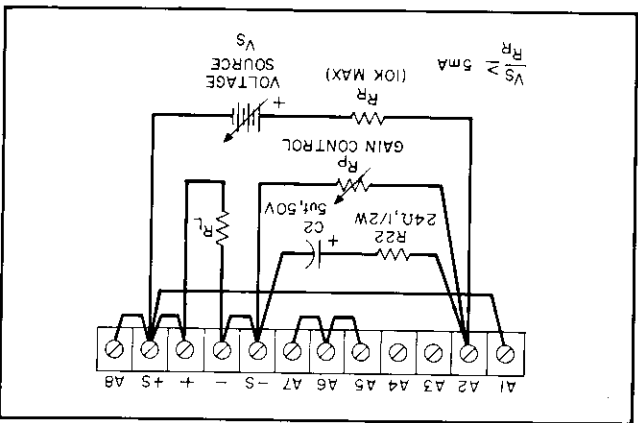 A1 A2 A3 A4 A5 A6 A7 -S - + +S A8
R22
24Ω,1/2W
+
C2
5uf,50V
RL
RP
GAIN CONTROL
RR
(10K MAX)
+
VOLTAGE
SOURCE
VS
VS/RR ≥ 5mA